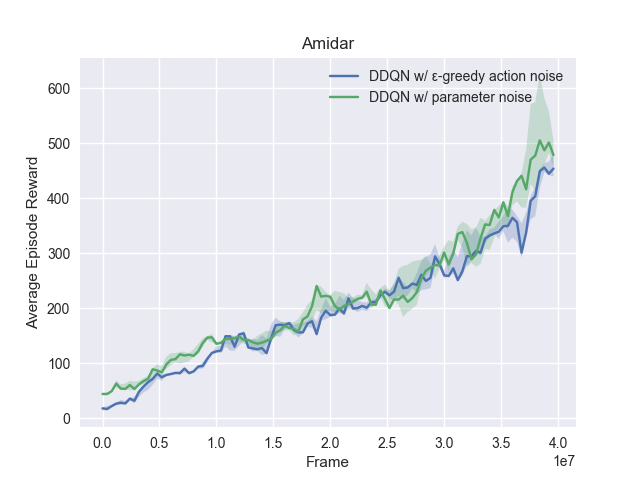 Amidar
DDQN w/ ε-greedy action noise
DDQN w/ parameter noise
Average Episode Reward
600
500
400
300
200
100
0
0.0 0.5 1.0 1.5 2.0 2.5 3.0 3.5 4.0
1e7
Frame